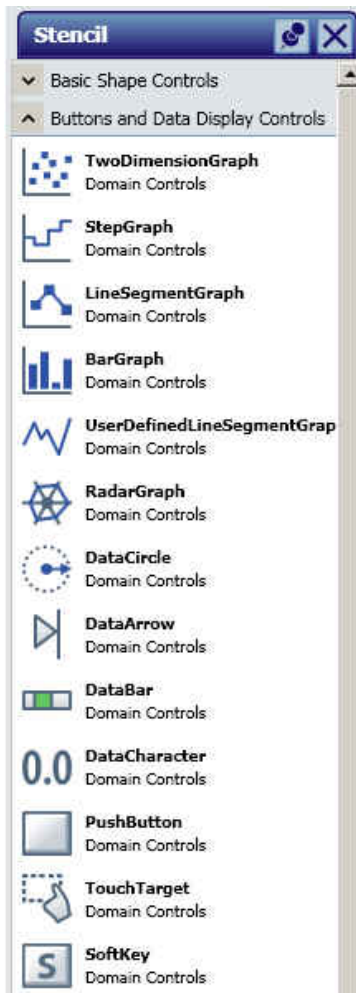 Stencil
Basic Shape Controls
Buttons and Data Display Controls
TwoDimensionGraph
Domain Controls
StepGraph
Domain Controls
LineSegmentGraph
Domain Controls
BarGraph
Domain Controls
UserDefinedLineSegmentGrap
Domain Controls
RadarGraph
Domain Controls
DataCircle
Domain Controls
DataArrow
Domain Controls
DataBar
Domain Controls
0.0
DataCharacter
Domain Controls
PushButton
Domain Controls
TouchTarget
Domain Controls
S
SoftKey
Domain Controls